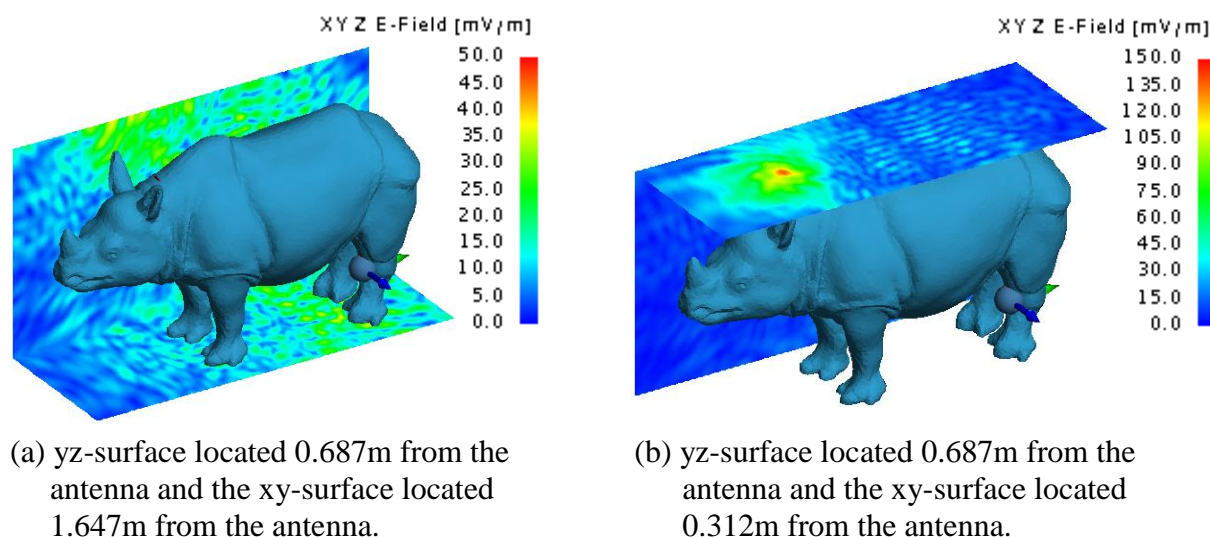 XYZ E-Field [mV/m]
50.0
45.0
40.0
35.0
30.0
25.0
20.0
15.0
10.0
5.0
0.0
(a) yz-surface located 0.687m from the
antenna and the xy-surface located
1.647m from the antenna.
XYZ E-Field [mV/m]
150.0
135.0
120.0
105.0
90.0
75.0
60.0
45.0
30.0
15.0
0.0
(b) yz-surface located 0.687m from the
antenna and the xy-surface located
0.312m from the antenna.